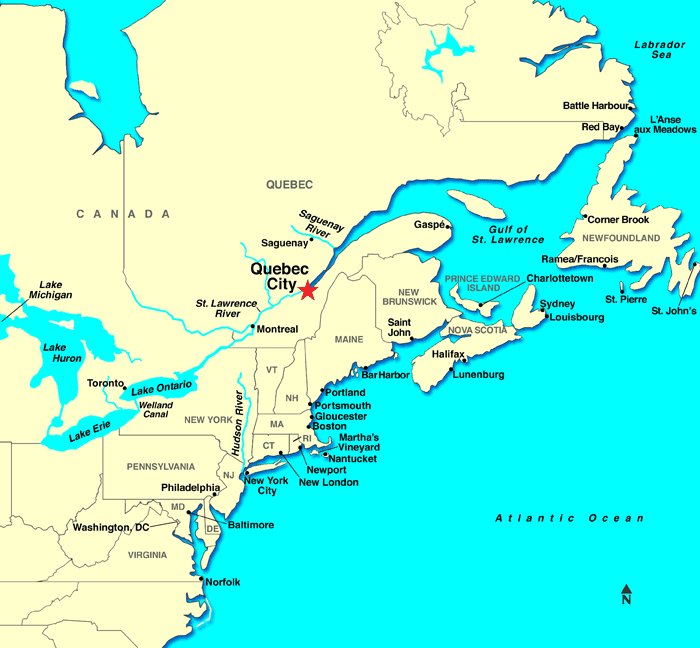 Labrador
Sea
Battle Harbour
L'Anse
aux Meadows
Red Bay
QUEBEC
CANADA
Saguenay
River
Gaspé
Corner Brook
Gulf of
St. Lawrence
NEWFOUNDLAND
Saguenay
Ramea/Francois
Quebec
City
PRINCE EDWARD
ISLAND
Charlottetown
Lake
Michigan
NEW
BRUNSWICK
St. Pierre
St. John's
St. Lawrence
River
Sydney
Louisbourg
Montreal
Saint
John
NOVA SCOTIA
MAINE
Lake
Huron
Halifax
VT
Bar Harbor
Lunenburg
Toronto
Lake Ontario
Portland
NH
Welland
Canal
Portsmouth
Hudson River
Gloucester
NEW YORK
MA
Boston
Lake Erie
RI
Martha's
Vineyard
CT
Nantucket
PENNSYLVANIA
Newport
NJ
New York
City
New London
Philadelphia
MD
Atlantic Ocean
Washington, DC
Baltimore
DE
VIRGINIA
Norfolk
N